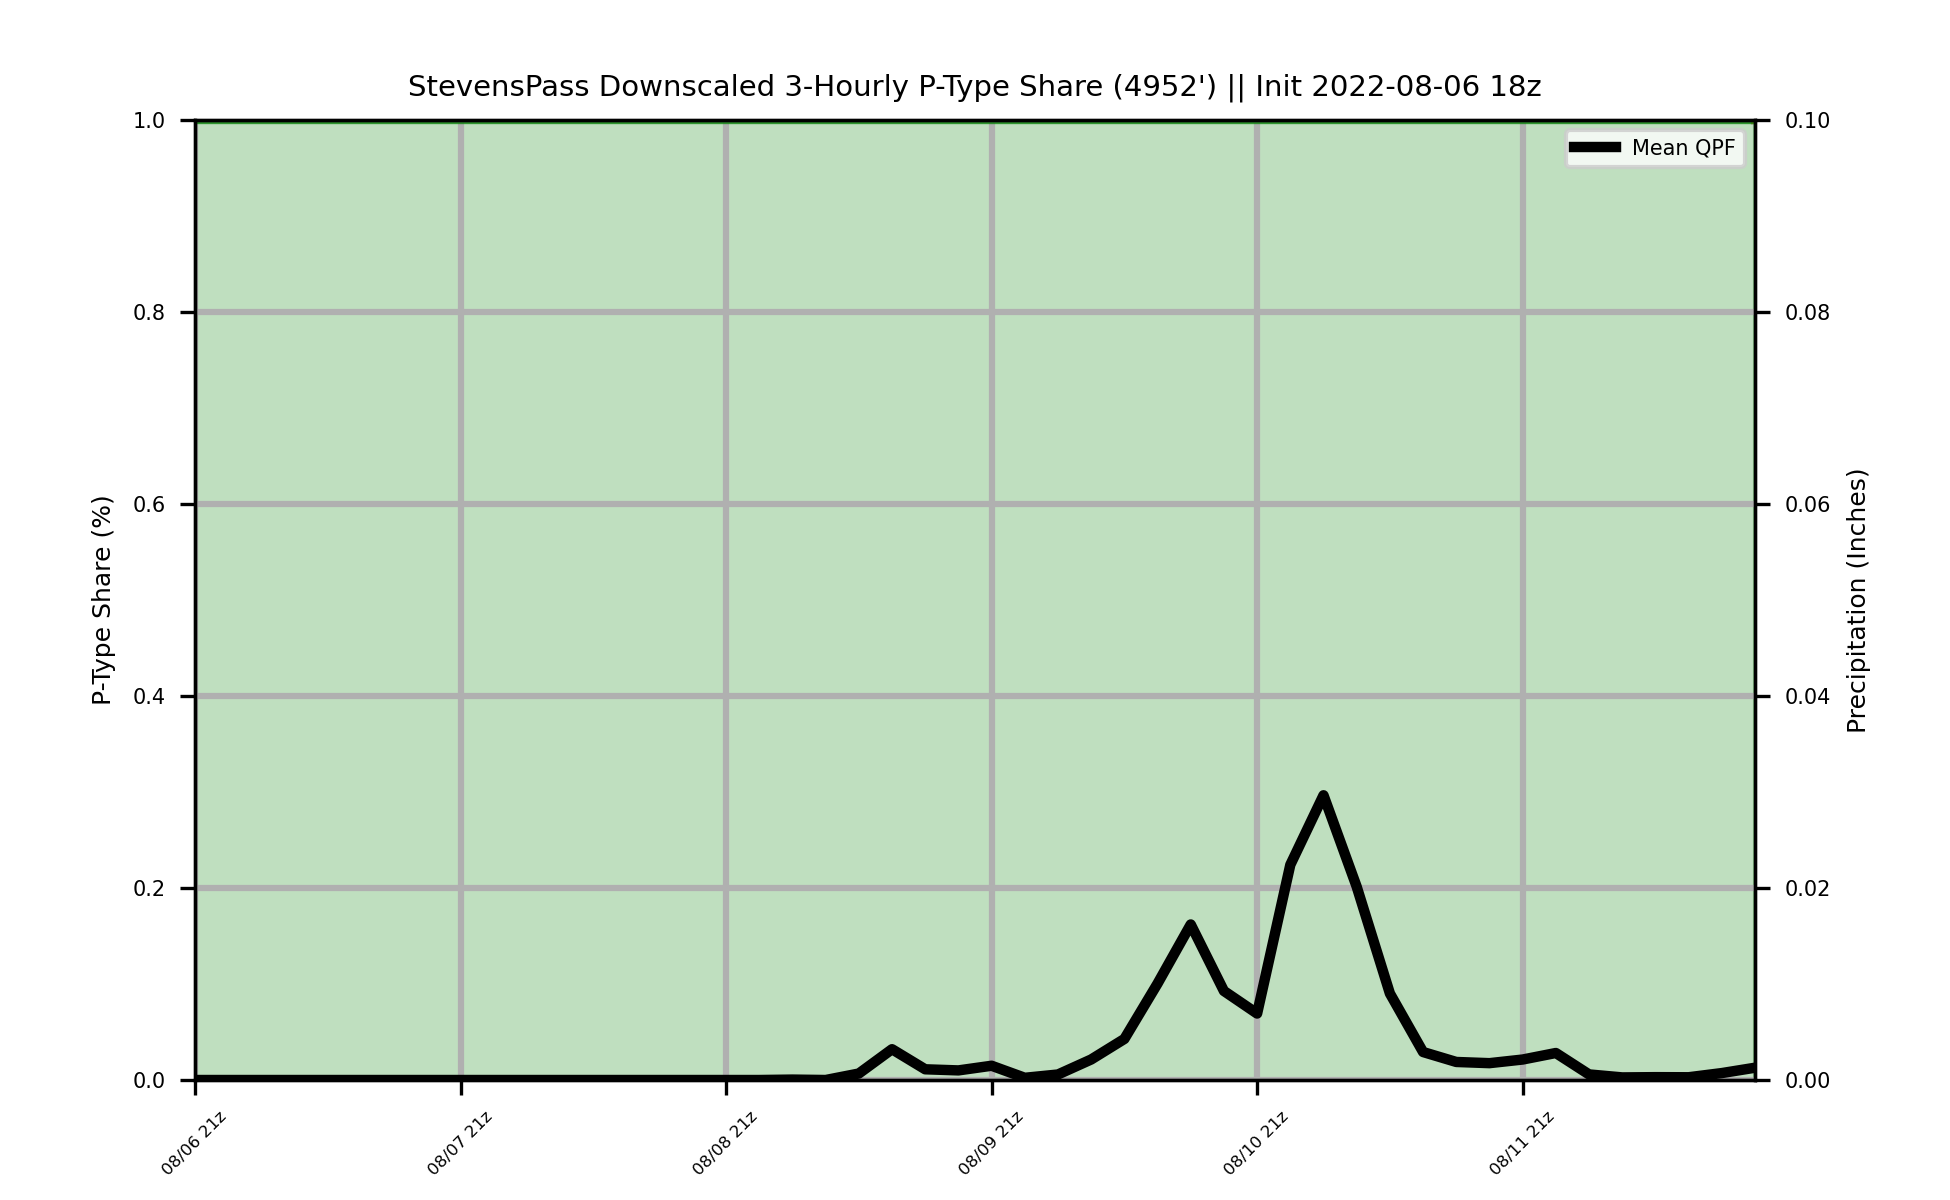 StevensPass Downscaled 3-Hourly P-Type Share (4952') || Init 2022-08-06 18z
Mean QPF
P-Type Share (%)
1.0
0.8
0.6
0.4
0.2
0.0
0.10
0.08
0.06
0.04
0.02
0.00
Precipitation (Inches)
08/06 21z
08/07 21z
08/08 21z
08/09 21z
08/10 21z
08/11 21z